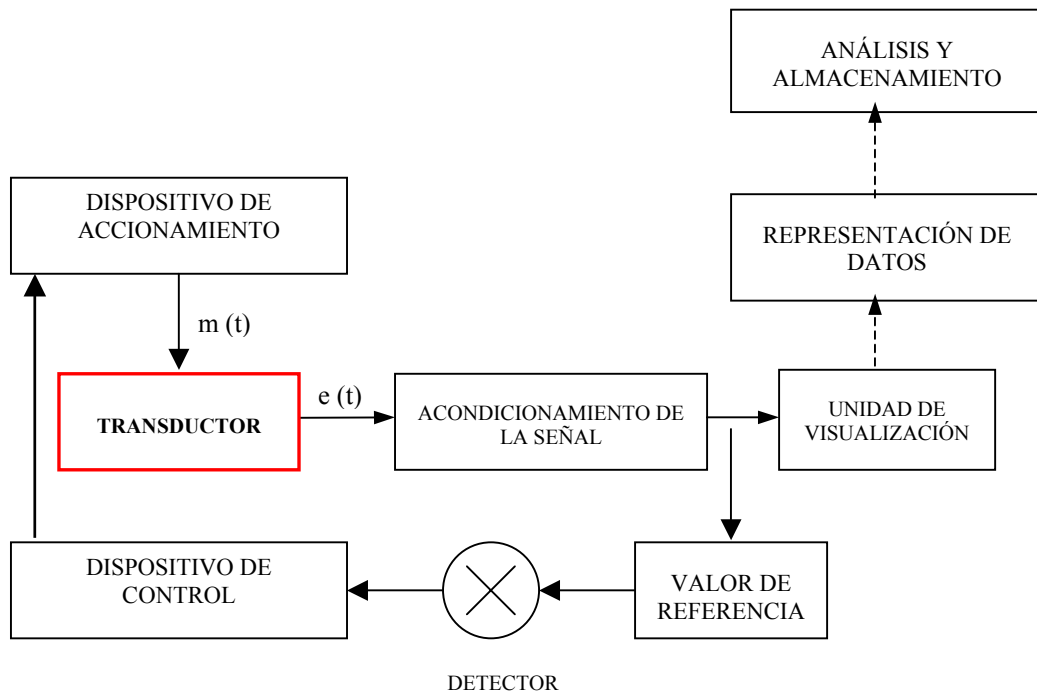 ANÁLISIS Y
ALMACENAMIENTO
DISPOSITIVO DE
ACCIONAMIENTO
REPRESENTACIÓN DE
DATOS
m (t)
TRANSDUCTOR
e (t)
ACONDICIONAMIENTO DE
LA SEÑAL
UNIDAD DE
VISUALIZACIÓN
DISPOSITIVO DE
CONTROL
VALOR DE
REFERENCIA
DETECTOR